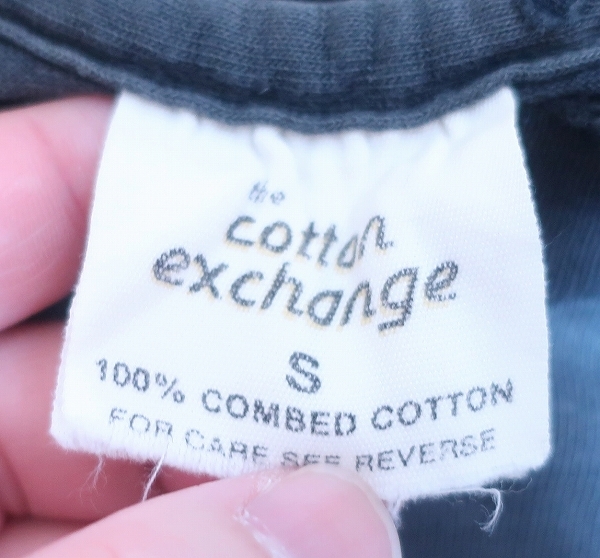 the
cotton
exchange
S
100% COMBED COTTON
FOR CARE SEE REVERSE